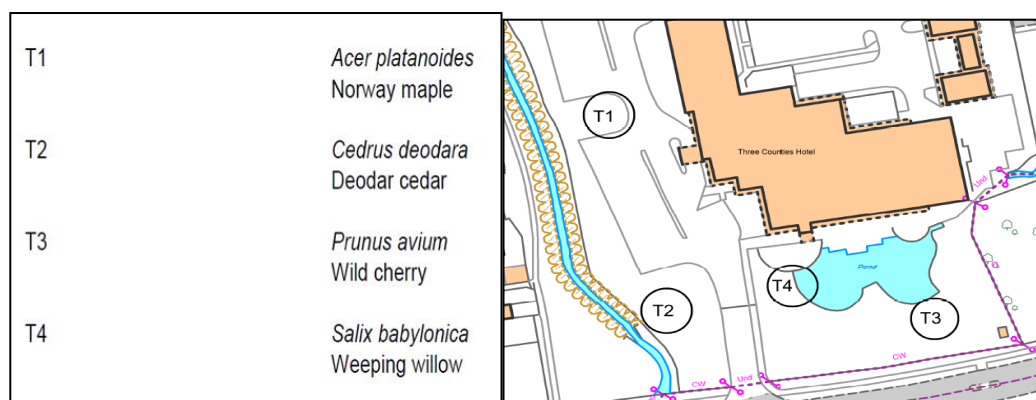 T1
Acer platanoides
Norway maple
T2
Cedrus deodara
Deodar cedar
T3
Prunus avium
Wild cherry
T4
Salix babylonica
Weeping willow
T1
Three Counties Hotel
Und
Pond
T4
T2
T3
CW
Und
CW